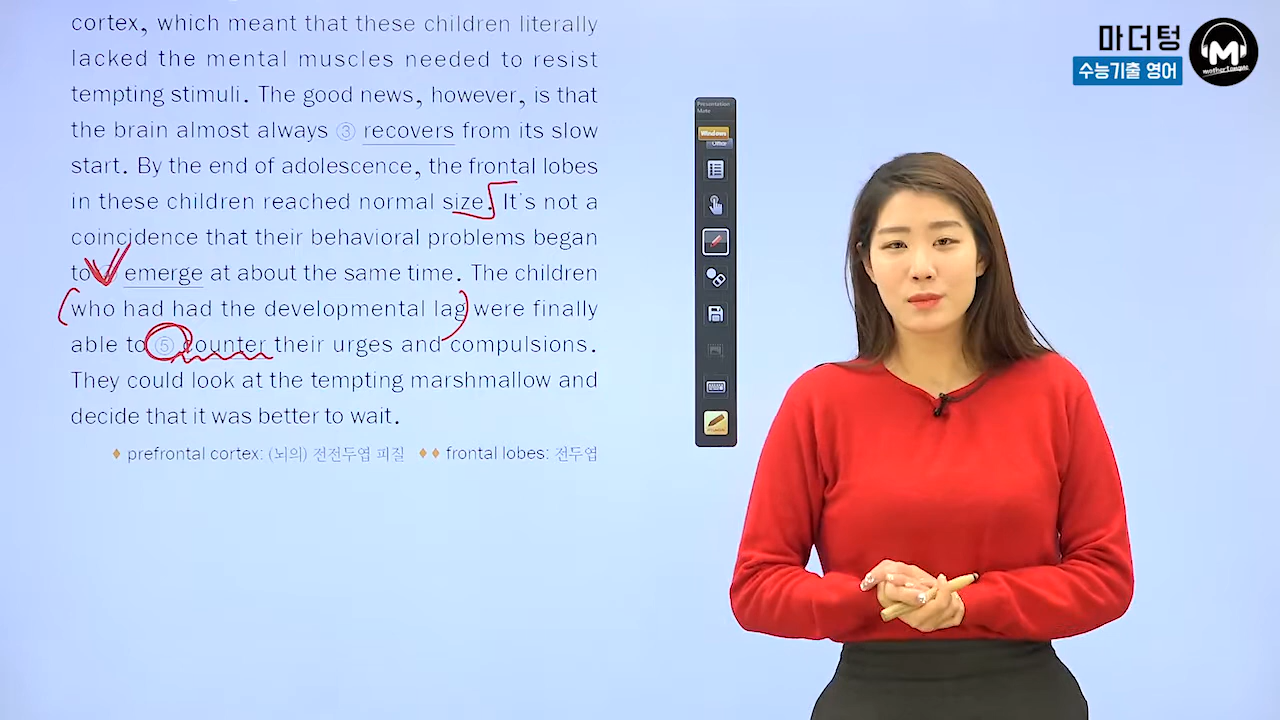 cortex, which meant that these children literally
lacked the mental muscles needed to resist
tempting stimuli. The good news, however, is that
the brain almost always ③ recovers from its slow
start. By the end of adolescence, the frontal lobes
in these children reached normal size. It's not a
coincidence that their behavioral problems began
to emerge at about the same time. The children
who had had the developmental lag were finally
able to ⑤ counter their urges and compulsions.
They could look at the tempting marshmallow and
decide that it was better to wait.
♦ prefrontal cortex: (뇌의) 전전두엽 피질 ♦♦ frontal lobes: 전두엽
Presentation
Mate
Windows
Office
마더텅
수능기출 영어
M
mother tongue